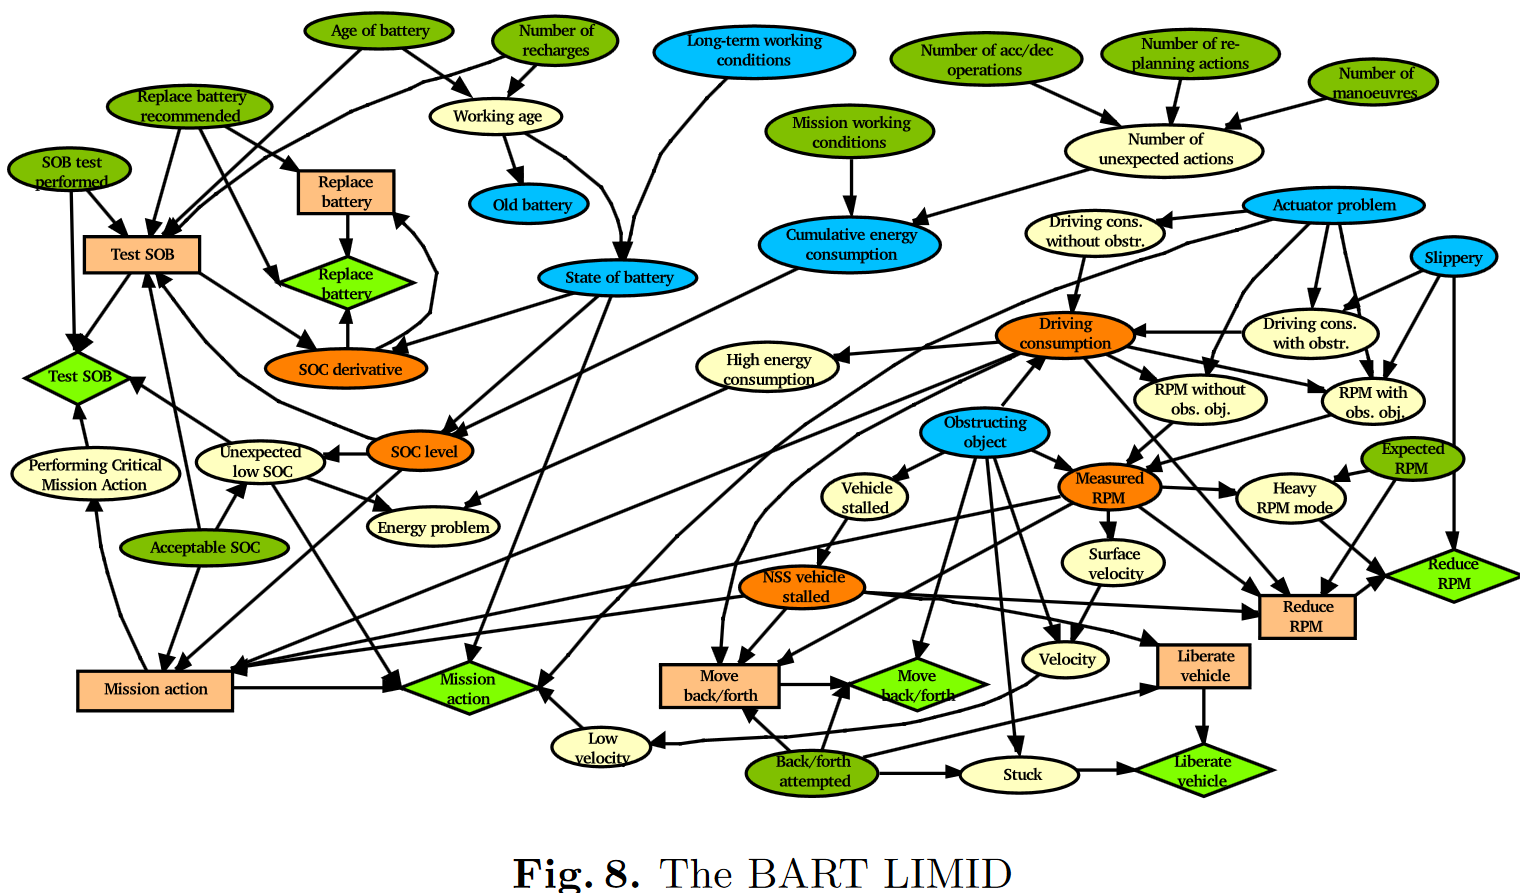 Age of battery
Number of
recharges
Long-term working
conditions
Number of acc/dec
operations
Number of re-
planning actions
Number of
manoeuvres
Replace battery
recommended
Working age
Mission working
conditions
Number of
unexpected actions
SOB test
performed
Replace
battery
Old battery
Actuator problem
Driving cons.
without obstr.
Test SOB
Cumulative energy
consumption
Slippery
Replace
battery
State of battery
Driving
consumption
Driving cons.
with obstr.
SOC derivative
Test SOB
High energy
consumption
RPM without
obs. obj.
RPM with
obs. obj.
Obstructing
object
Performing Critical
Mission Action
Unexpected
low SOC
SOC level
Expected
RPM
Vehicle
stalled
Measured
RPM
Heavy
RPM mode
Energy problem
Acceptable SOC
Surface
velocity
NSS vehicle
stalled
Reduce
RPM
Reduce
RPM
Mission action
Mission
action
Move
back/forth
Move
back/forth
Velocity
Liberate
vehicle
Low
velocity
Back/forth
attempted
Stuck
Liberate
vehicle
Fig. 8. The BART LIMID